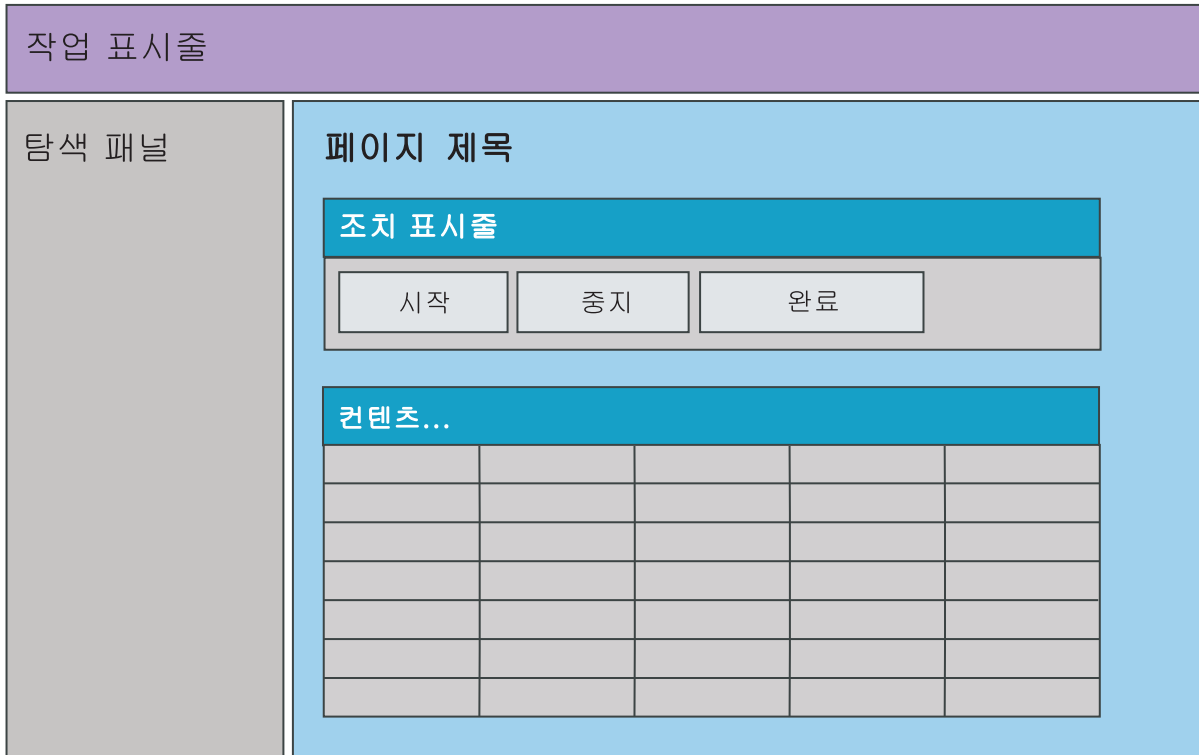 작업 표시줄
탐색 패널
페이지 제목
조치 표시줄
시작 중지 완료
컨텐츠...